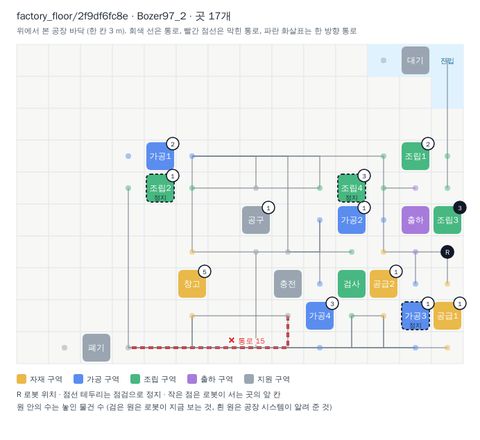 factory_floor/2f9df6fc8e · Bozer97_2 · 곳 17개
위에서 본 공장 바닥 (한 칸 3 m). 회색 선은 통로, 빨간 점선은 막힌 통로, 파란 화살표는 한 방향 통로
대기
2
가공1
2
조립1
1
조립2
정지
3
조립4
정지
1
공구
1
가공2
출하
3
조립3
R
5
창고
충전
검사
1
공급2
3
가공4
1
가공3
정지
1
공급1
폐기
✕ 통로 15
자재 구역
가공 구역
조립 구역
출하 구역
지원 구역
R 로봇 위치 · 점선 테두리는 점검으로 정지 · 작은 점은 로봇이 서는 곳의 앞 칸
원 안의 수는 놓인 물건 수 (검은 원은 로봇이 지금 보는 것, 흰 원은 공장 시스템이 알려 준 것)